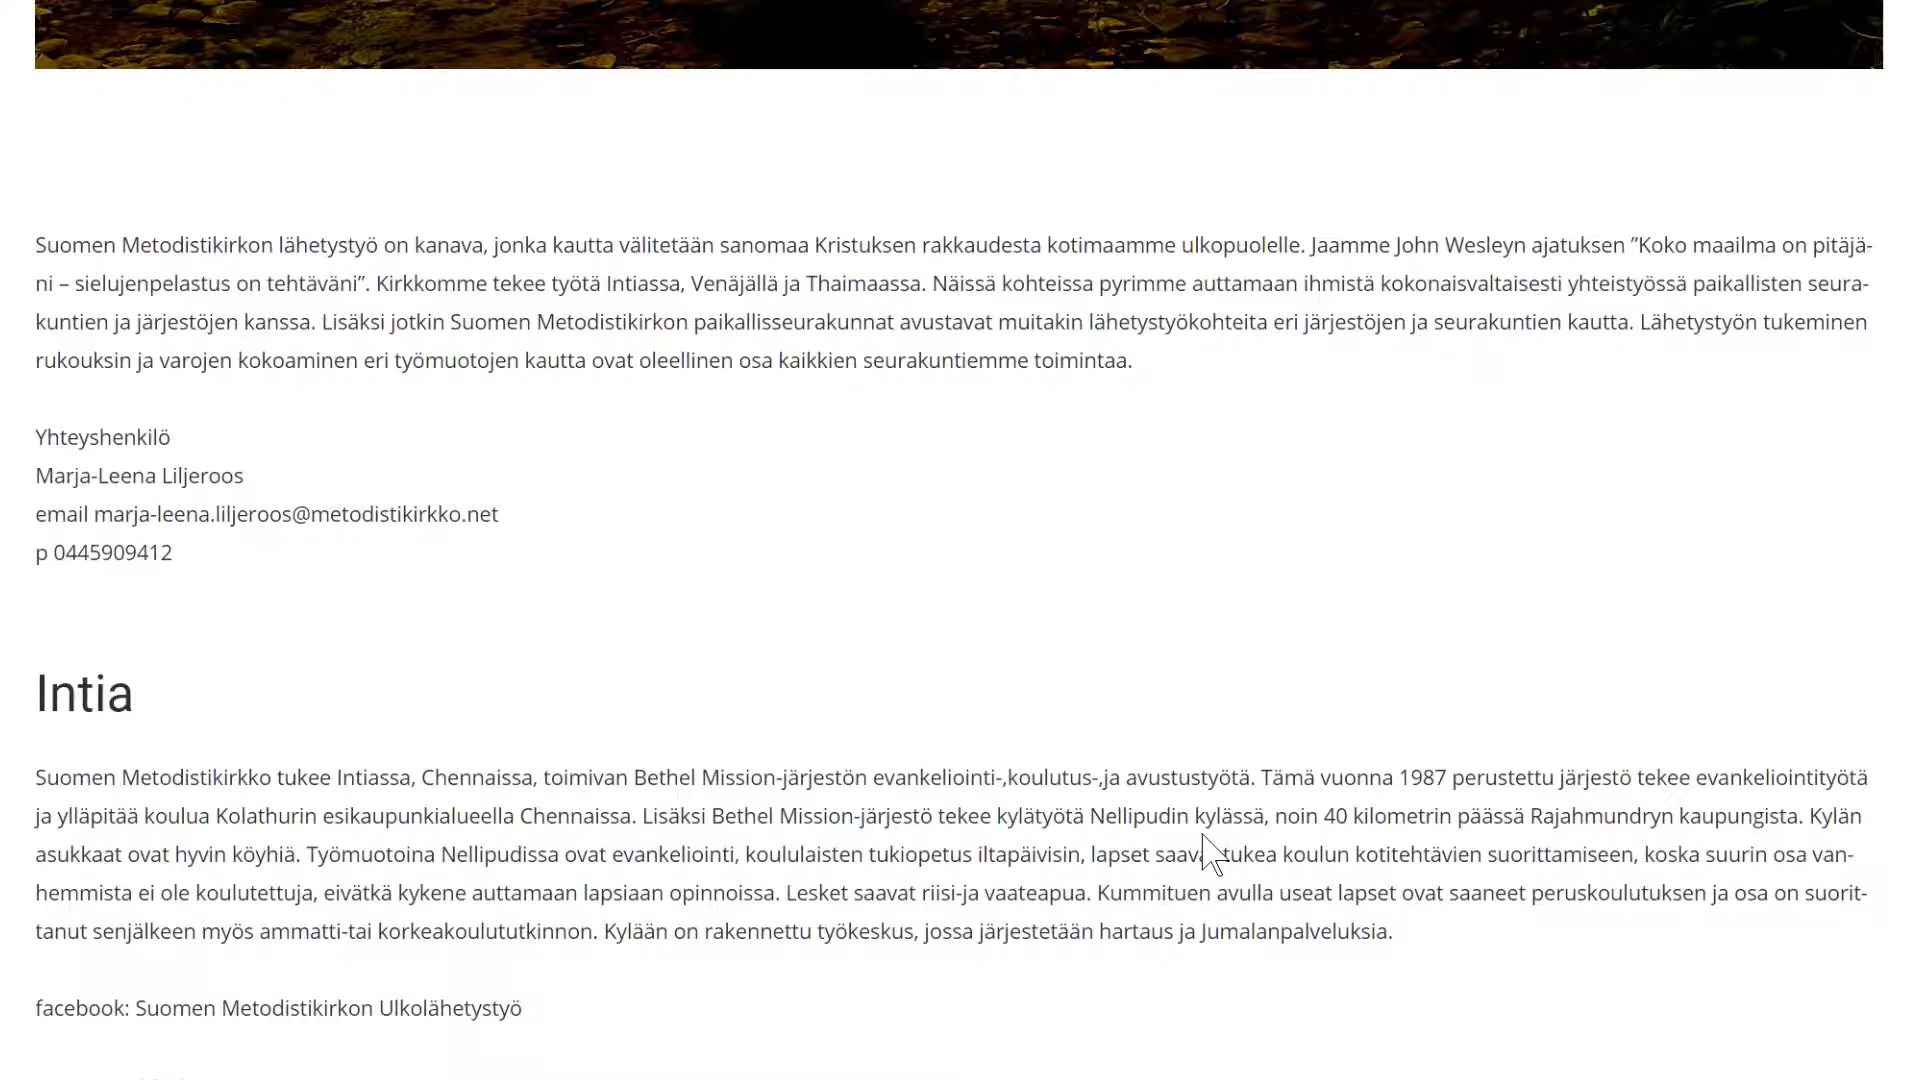 Suomen Metodistikirkon lähetystyö on kanava, jonka kautta välitetään sanomaa Kristuksen rakkaudesta kotimaamme ulkopuolelle. Jaamme John Wesleyn ajatuksen ”Koko maailma on pitäjä-
ni – sielujenpelastus on tehtäväni”. Kirkkomme tekee työtä Intiassa, Venäjällä ja Thaimaassa. Näissä kohteissa pyrimme auttamaan ihmistä kokonaisvaltaisesti yhteistyössä paikallisten seura-
kuntien ja järjestöjen kanssa. Lisäksi jotkin Suomen Metodistikirkon paikallisseurakunnat avustavat muitakin lähetystyökohteita eri järjestöjen ja seurakuntien kautta. Lähetystyön tukeminen
rukouksin ja varojen kokoaminen eri työmuotojen kautta ovat oleellinen osa kaikkien seurakuntiemme toimintaa.
Yhteyshenkilö
Marja-Leena Liljeroos
email marja-leena.liljeroos@metodistikirkko.net
p 0445909412
Intia
Suomen Metodistikirkko tukee Intiassa, Chennaissa, toimivan Bethel Mission-järjestön evankeliointi-,koulutus-,ja avustustyötä. Tämä vuonna 1987 perustettu järjestö tekee evankeliointityötä
ja ylläpitää koulua Kolathurin esikaupunkialueella Chennaissa. Lisäksi Bethel Mission-järjestö tekee kylätyötä Nellipudin kylässä, noin 40 kilometrin päässä Rajahmundryn kaupungista. Kylän
asukkaat ovat hyvin köyhiä. Työmuotoina Nellipudissa ovat evankeliointi, koululaisten tukiopetus iltapäivisin, lapset tukea koulun kotitehtävien suorittamiseen, koska suurin osa van-
hemmista ei ole koulutettuja, eivätkä kykene auttamaan lapsiaan opinnoissa. Lesket saavat riisi-ja vaateapua. Kummituen avulla useat lapset ovat saaneet peruskoulutuksen ja osa on suorit-
tanut senjälkeen myös ammatti-tai korkeakoulututkinnon. Kylään on rakennettu työkeskus, jossa järjestetään hartaus ja Jumalanpalveluksia.
facebook: Suomen Metodistikirkon Ulkolähetystyö